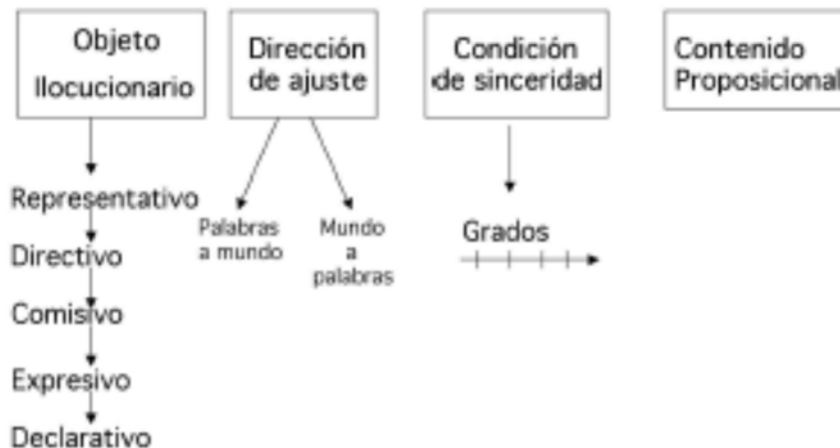 Objeto
Ilocucionario
Dirección
de ajuste
Condición
de sinceridad
Contenido
Proposicional
Representativo
Directivo
Comisivo
Expresivo
Declarativo
Palabras
a mundo
Mundo
a
palabras
Grados